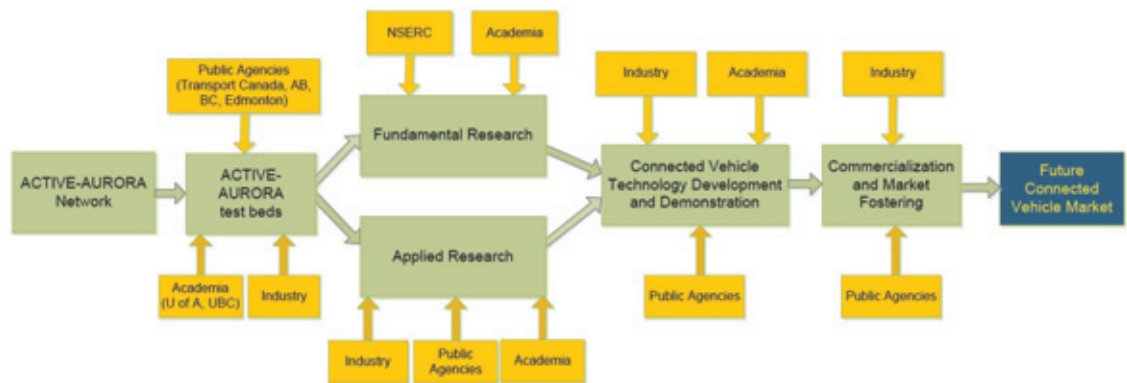 NSERC
Academia
Public Agencies
(Transport Canada, AB,
BC, Edmonton)
Industry
Academia
Industry
Fundamental Research
ACTIVE-AURORA
Network
ACTIVE-
AURORA
test beds
Connected Vehicle
Technology Development
and Demonstration
Commercialization
and Market
Fostering
Future
Connected
Vehicle Market
Applied Research
Academia
(U of A, UBC)
Industry
Public Agencies
Public Agencies
Industry
Public
Agencies
Academia